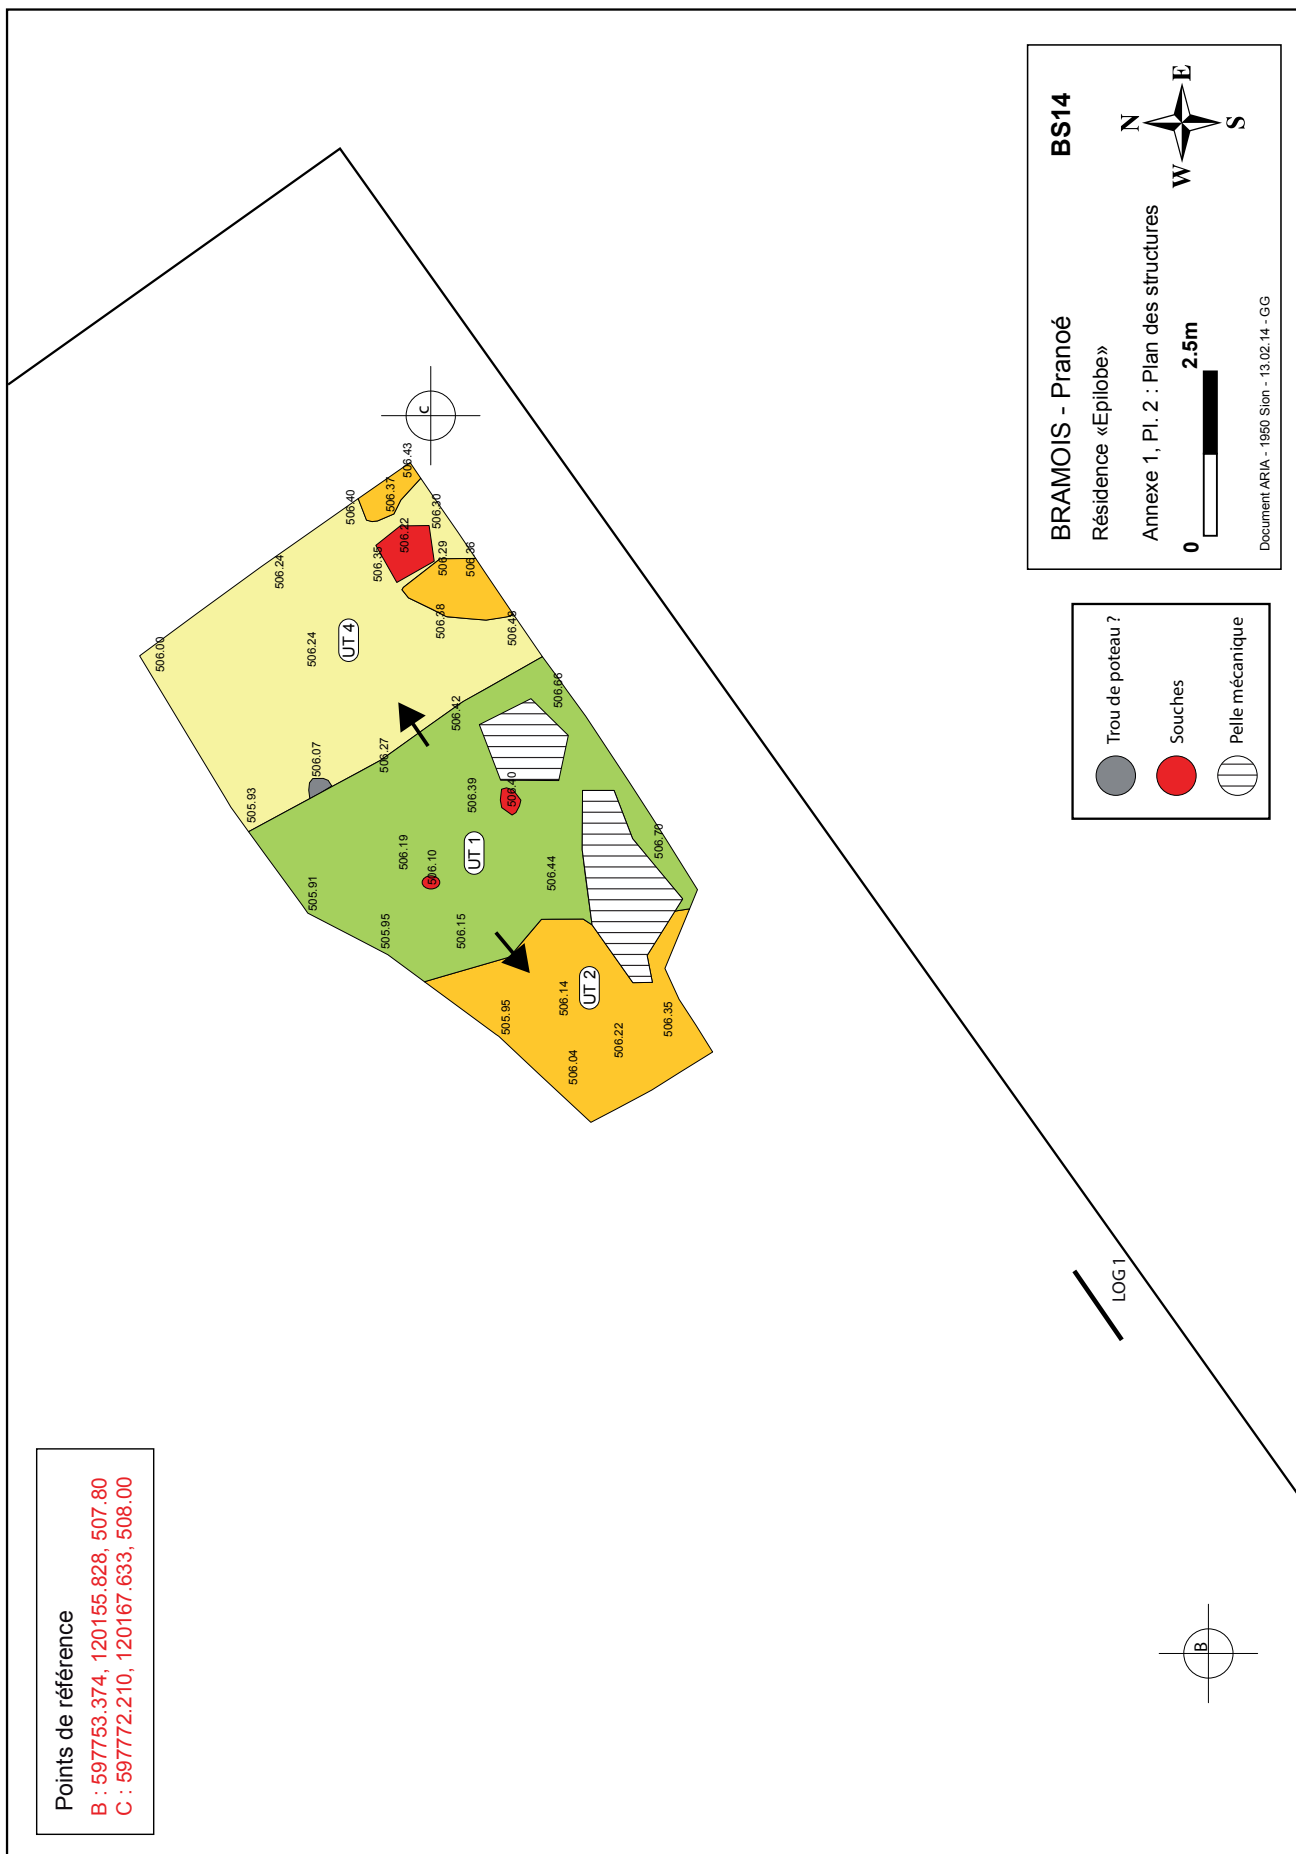 Points de référence
B : 597753.374, 120155.828, 507.80
C : 597772.210, 120167.633, 508.00
506.00
506.24
506.24
UT 4
506.40
506.37
506.43
506.35
506.22
506.30
506.29
506.36
506.38
506.48
C
505.93
506.07
506.27
506.42
506.66
505.91
506.19
506.10
506.39
506.40
UT 1
505.95
506.15
506.44
506.70
505.95
506.14
UT 2
506.04
506.22
506.35
LOG 1
B
Trou de poteau ?
Souches
Pelle mécanique
BRAMOIS - Pranoé
BS14
Résidence «Epilobe»
Annexe 1, Pl. 2 : Plan des structures
0
2.5m
N
E
S
W
Document ARIA - 1950 Sion - 13.02.14 - GG